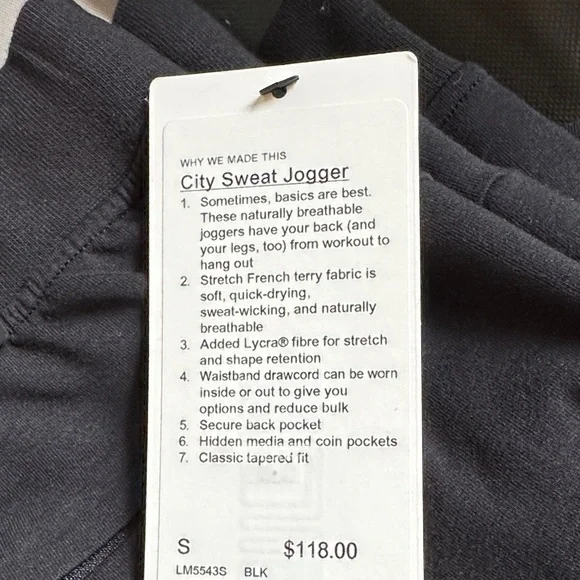 WHY WE MADE THIS
City Sweat Jogger
1. Sometimes, basics are best.
These naturally breathable
joggers have your back (and
your legs, too) from workout to
hang out
2. Stretch French terry fabric is
soft, quick-drying,
sweat-wicking, and naturally
breathable
3. Added Lycra® fibre for stretch
and shape retention
4. Waistband drawcord can be worn
inside or out to give you
options and reduce bulk
5. Secure back pocket
6. Hidden media and coin pockets
7. Classic tapered fit
S $118.00
LM5543S BLK